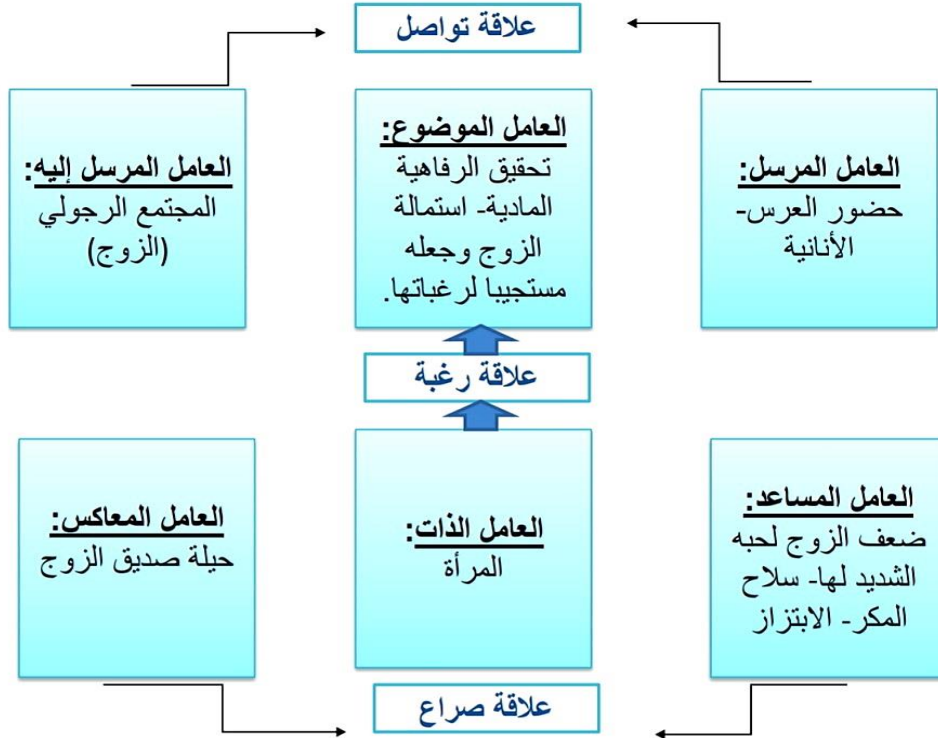 علاقة تواصل
العامل المرسل:
حضور العرس-
الأنانية
العامل الموضوع:
تحقيق الرفاهية
المادية- استمالة
الزوج وجعله
مستجيبا لرغباتها.
العامل المرسل إليه:
المجتمع الرجولي
(الزوج)
علاقة رغبة
العامل المساعد:
ضعف الزوج لحبه
الشديد لها- سلاح
المكر- الابتزاز
العامل الذات:
المرأة
العامل المعاكس:
حيلة صديق الزوج
علاقة صراع